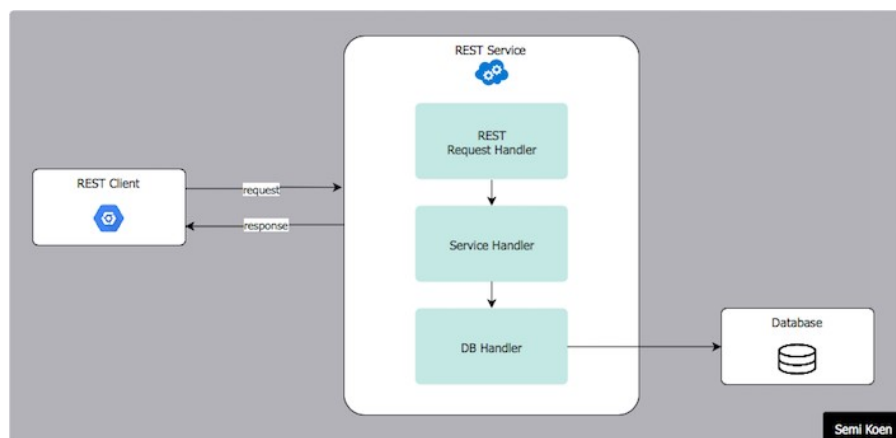 REST Service
REST
Request Handler
REST Client
request
response
Service Handler
DB Handler
Database
Semi Koen